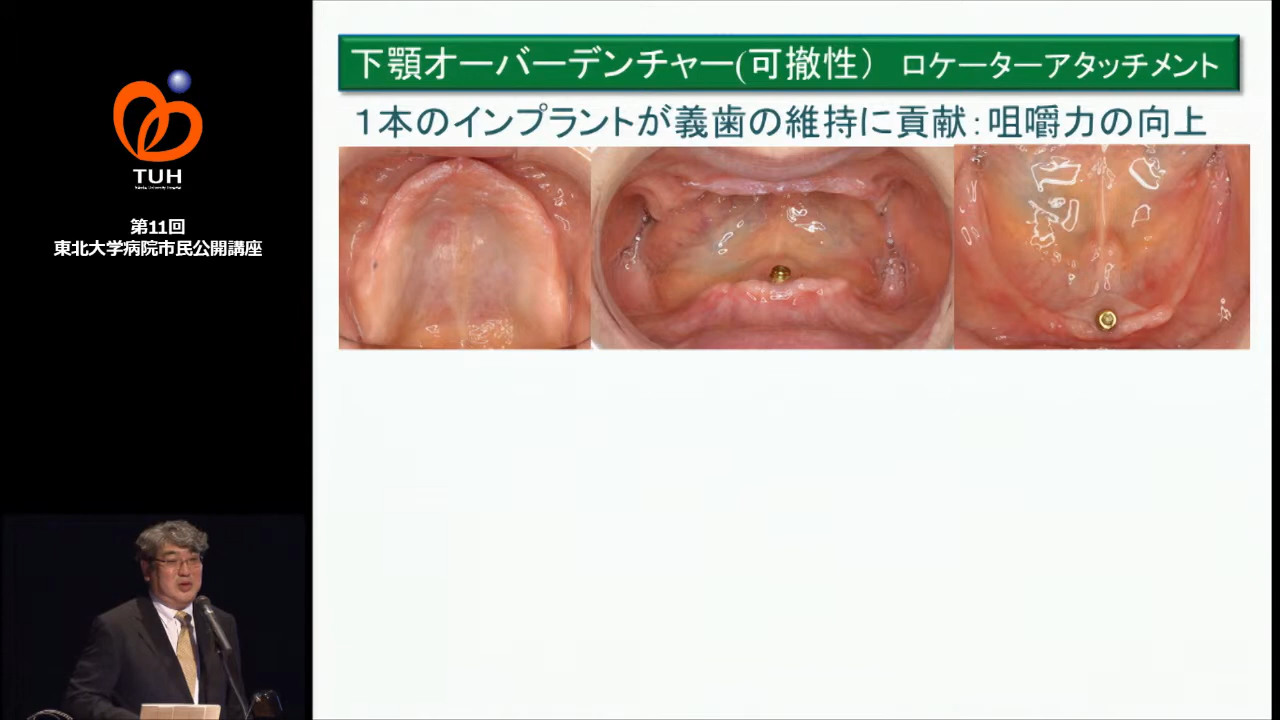 TUH
Tohoku University Hospital
第11回
東北大学病院市民公開講座
下顎オーバーデンチャー(可撤性） ロケーターアタッチメント
１本のインプラントが義歯の維持に貢献：咀嚼力の向上